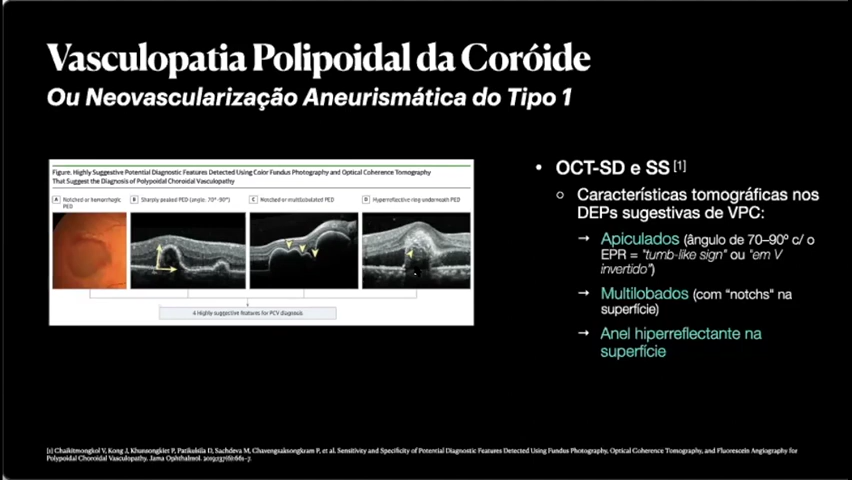 Vasculopatia Polipoidal da Coróide
Ou Neovascularização Aneurismática do Tipo 1
Figure. Highly Suggestive Potential Diagnostic Features Detected Using Color Fundus Photography and Optical Coherence Tomography
That Suggest the Diagnosis of Polypoidal Choroidal Vasculopathy
A Notched or hemorrhagic
PED
B Sharply peaked PED (angle: 70°-90°)
C Notched or multilobulated PED
D Hyperreflective ring underneath PED
4 Highly suggestive features for PCV diagnosis
• OCT-SD e SS [1]
○ Características tomográficas nos
DEPs sugestivas de VPC:
→ Apiculados (ângulo de 70–90º c/ o
EPR = "tumb-like sign" ou "em V
invertido")
→ Multilobados (com "notchs" na
superfície)
→ Anel hiperreflectante na
superfície
[1] Chaikitmongkol V, Kong J, Khunsongkiet P, Patikulsila D, Sachdeva M, Chavengsaksongkram P, et al. Sensitivity and Specificity of Potential Diagnostic Features Detected Using Fundus Photography, Optical Coherence Tomography, and Fluorescein Angiography for
Polypoidal Choroidal Vasculopathy. Jama Ophthalmol. 2019;137(6):661–7.